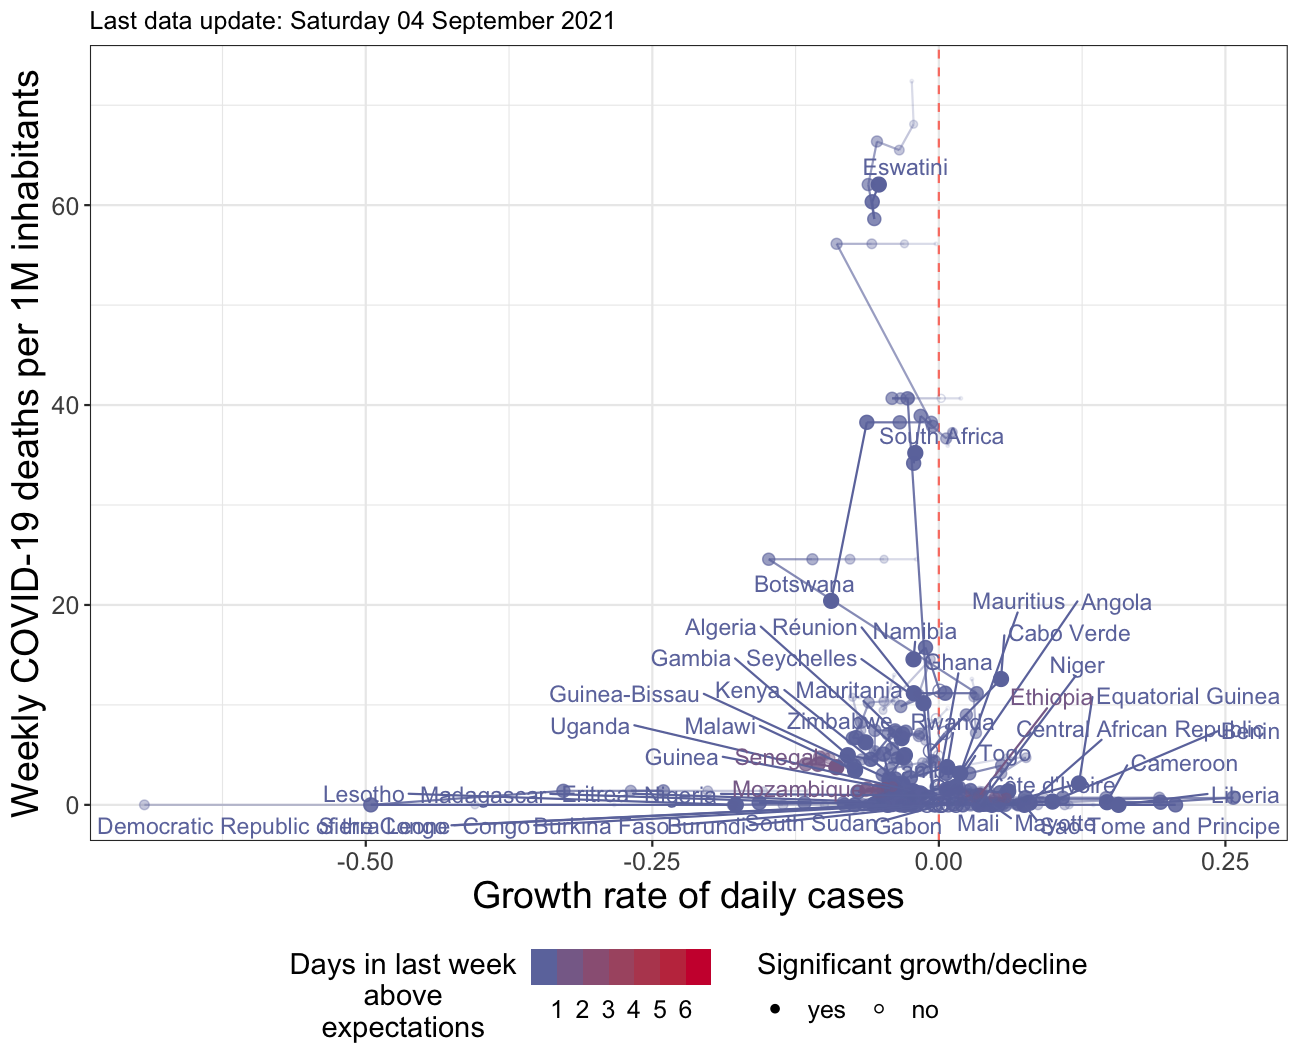 Last data update: Saturday 04 September 2021
Weekly COVID-19 deaths per 1M inhabitants
60
40
20
0
Eswatini
South Africa
Botswana
Mauritius
Angola
Algeria
Réunion
Namibia
Cabo Verde
Gambia
Seychelles
Ghana
Niger
Guinea-Bissau
Kenya
Mauritania
Ethiopia
Equatorial Guinea
Uganda
Malawi
Zimbabwe
Rwanda
Central African Republic
Benin
Guinea
Senegal
Togo
Cameroon
Lesotho
Madagascar
Eritrea
Nigeria
Mozambique
Côte d'Ivoire
Liberia
Democratic Republic of the Congo
Sierra Leone
Congo
Burkina Faso
Burundi
South Sudan
Gabon
Mali
Mayotte
Sao Tome and Principe
-0.50
-0.25
0.00
0.25
Growth rate of daily cases
Days in last week
above
expectations
1 2 3 4 5 6
Significant growth/decline
yes
no